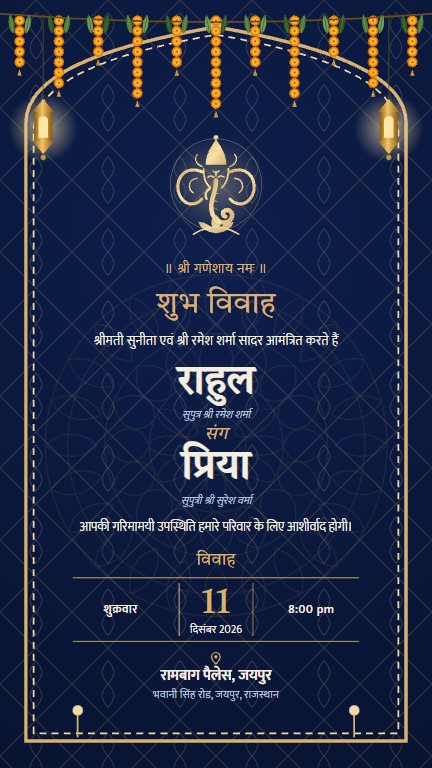 ॥ श्री गणेशाय नमः ॥
शुभ विवाह
श्रीमती सुनीता एवं श्री रमेश शर्मा सादर आमंत्रित करते हैं
राहुल
सुपुत्र श्री रमेश शर्मा
संग
प्रिया
सुपुत्री श्री सुरेश वर्मा
आपकी गरिमामयी उपस्थिति हमारे परिवार के लिए आशीर्वाद होगी।
विवाह
शुक्रवार
11
दिसंबर 2026
8:00 pm
रामबाग पैलेस, जयपुर
भवानी सिंह रोड, जयपुर, राजस्थान